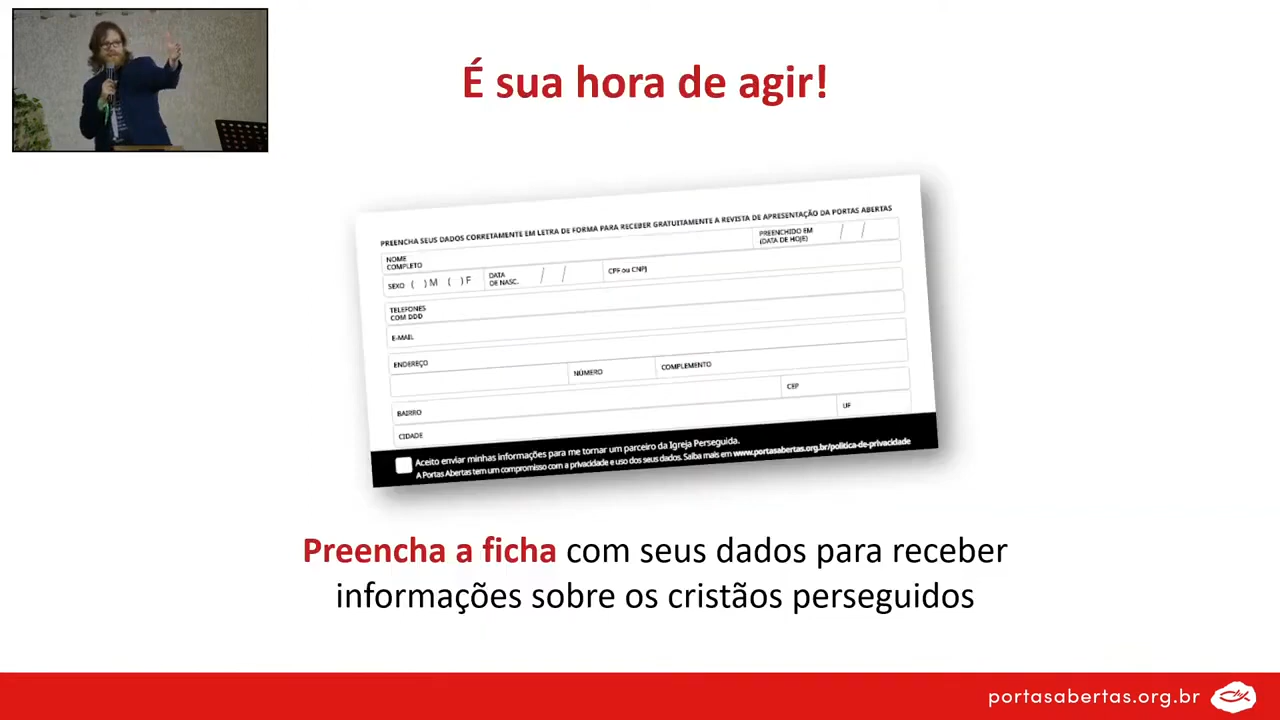 É sua hora de agir!
PREENCHA SEUS DADOS CORRETAMENTE EM LETRA DE FORMA PARA RECEBER GRATUITAMENTE A REVISTA DE APRESENTAÇÃO DA PORTAS ABERTAS
NOME
COMPLETO
PREENCHIDO EM
(DATA DE HOJE) / /
SEXO ( )M ( )F
DATA
DE NASC. / /
CPF ou CNPJ
TELEFONES
COM DDD
E-MAIL
ENDEREÇO
NÚMERO
COMPLEMENTO
BAIRRO
CEP
CIDADE
UF
Aceito enviar minhas informações para me tornar um parceiro da Igreja Perseguida.
A Portas Abertas tem um compromisso com a privacidade e uso dos seus dados. Saiba mais em www.portasabertas.org.br/politica-de-privacidade
Preencha a ficha com seus dados para receber
informações sobre os cristãos perseguidos
portasabertas.org.br